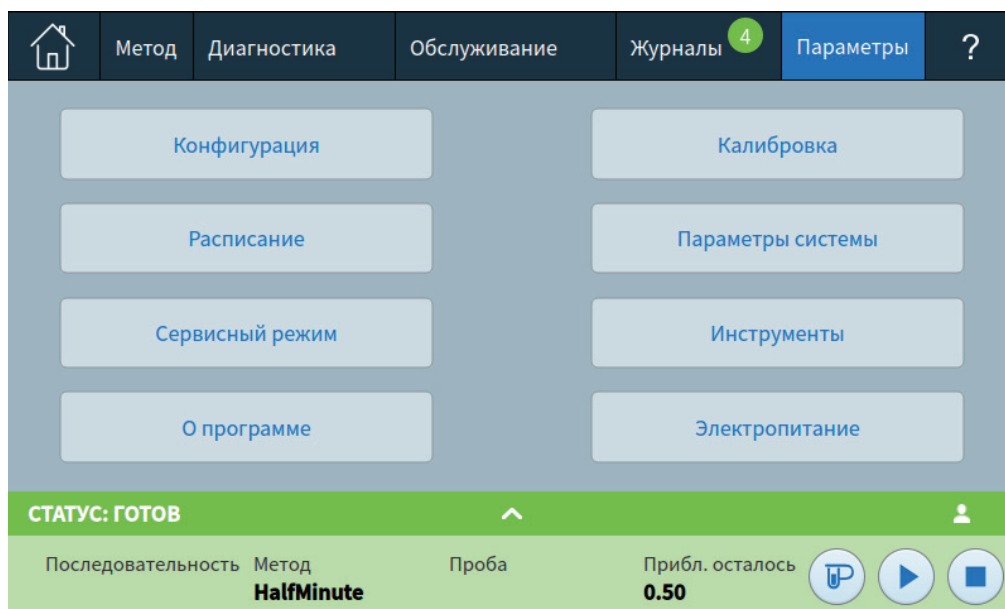 Метод Диагностика Обслуживание Журналы 4 Параметры ?
Конфигурация Калибровка
Расписание Параметры системы
Сервисный режим Инструменты
О программе Электропитание
СТАТУС: ГОТОВ
Последовательность Метод Проба Прибл. осталось
HalfMinute 0.50